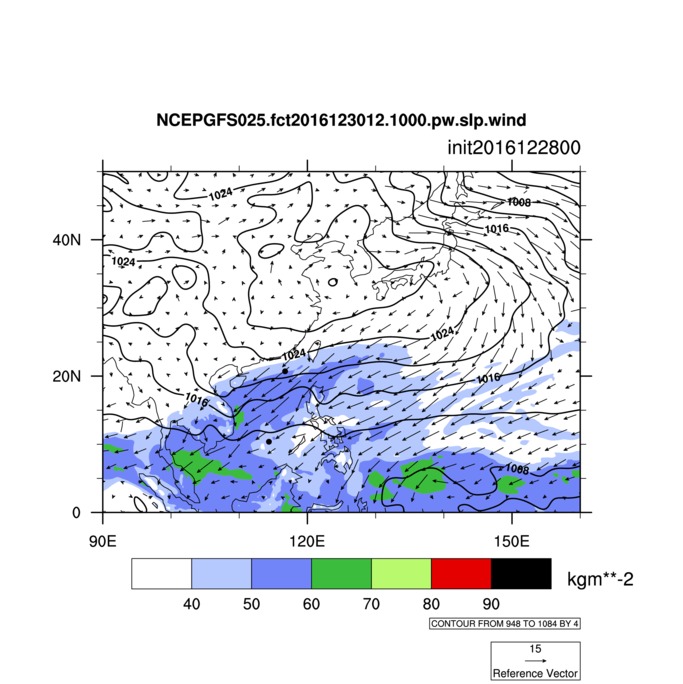 NCEPGFS025.fct2016123012.1000.pw.slp.wind
init2016122800
1024
1008
1016
40N
1024
1024
1024
20N
1016
1016
1008
0
90E 120E 150E
40 50 60 70 80 90
kgm**-2
CONTOUR FROM 948 TO 1084 BY 4
15
Reference Vector